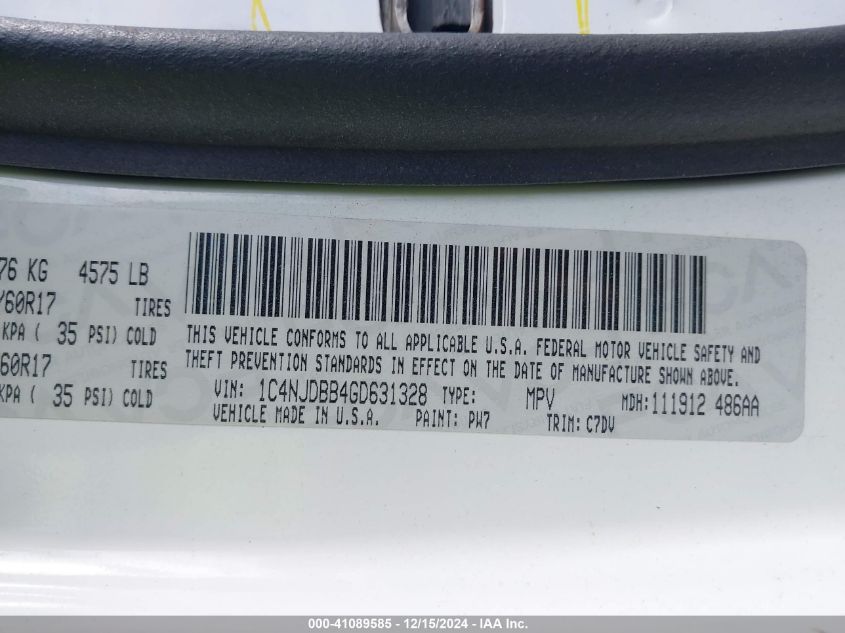 76 KG 4575 LB
/60R17 TIRES
KPA ( 35 PSI) COLD
60R17 TIRES
KPA ( 35 PSI) COLD
THIS VEHICLE CONFORMS TO ALL APPLICABLE U.S.A. FEDERAL MOTOR VEHICLE SAFETY AND
THEFT PREVENTION STANDARDS IN EFFECT ON THE DATE OF MANUFACTURE SHOWN ABOVE.
VIN: 1C4NJDBB4GD631328 TYPE: MPV MDH: 111912 486AA
VEHICLE MADE IN U.S.A. PAINT: PW7 TRIM: C7DV
000-41089585 - 12/15/2024 - IAA Inc.